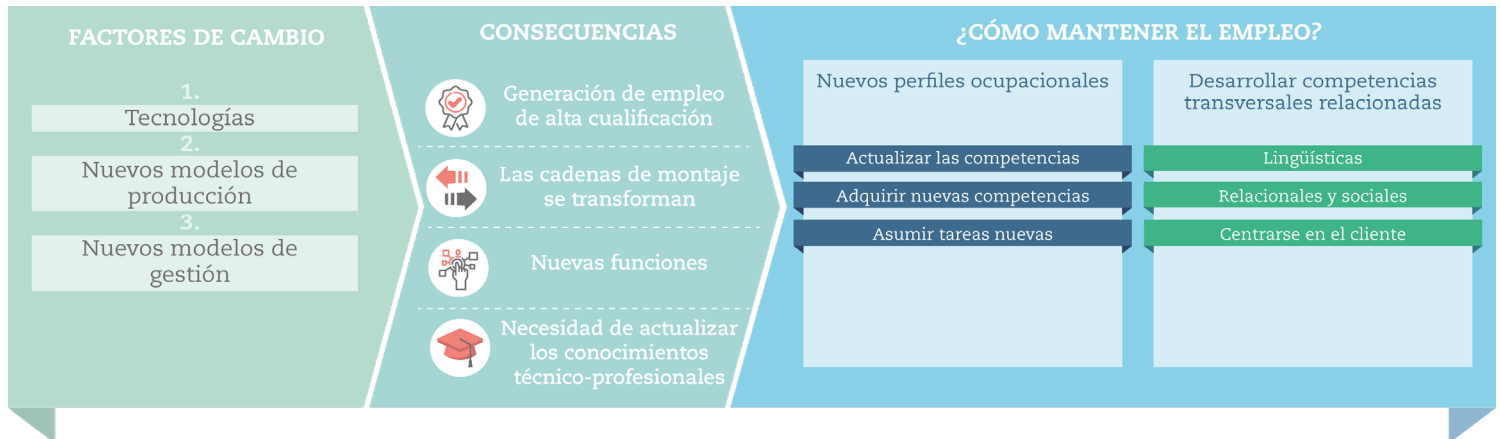 FACTORES DE CAMBIO
1.
Tecnologías
2.
Nuevos modelos de
producción
3.
Nuevos modelos de
gestión
CONSECUENCIAS
Generación de empleo
de alta cualificación
Las cadenas de montaje
se transforman
Nuevas funciones
Necesidad de actualizar
los conocimientos
técnico-profesionales
¿CÓMO MANTENER EL EMPLEO?
Nuevos perfiles ocupacionales
Actualizar las competencias
Adquirir nuevas competencias
Asumir tareas nuevas
Desarrollar competencias
transversales relacionadas
Lingüísticas
Relacionales y sociales
Centrarse en el cliente